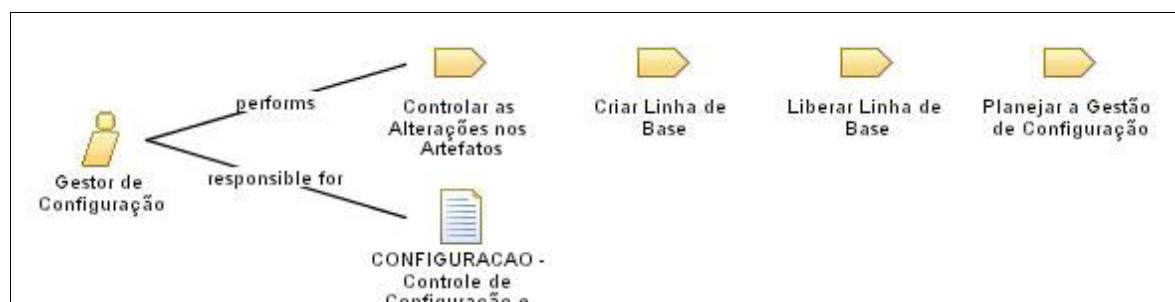 performs
responsible for
Gestor de
Configuração
Controlar as
Alterações nos
Artefatos
Criar Linha de
Base
Liberar Linha de
Base
Planejar a Gestão
de Configuração
CONFIGURACAO -
Controle de
Configuração e